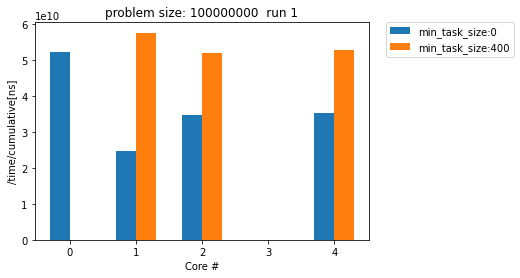 problem size: 100000000  run 1
1e10
6
5
4
3
2
1
0
/time/cumulative[ns]
0 1 2 3 4
Core #
min_task_size:0
min_task_size:400